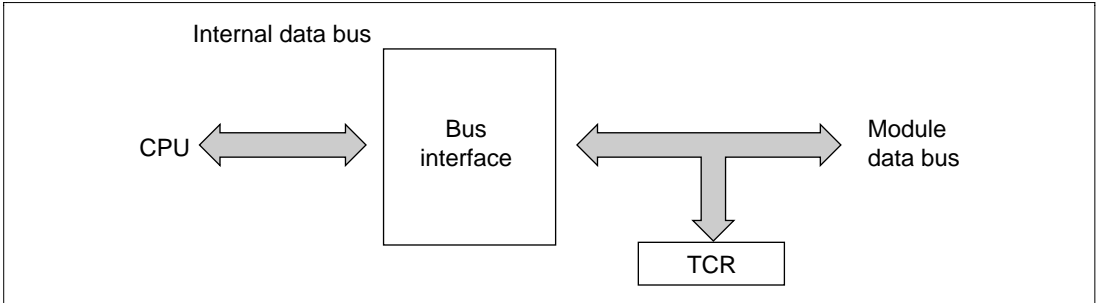 Internal data bus
CPU
Bus
interface
Module
data bus
TCR